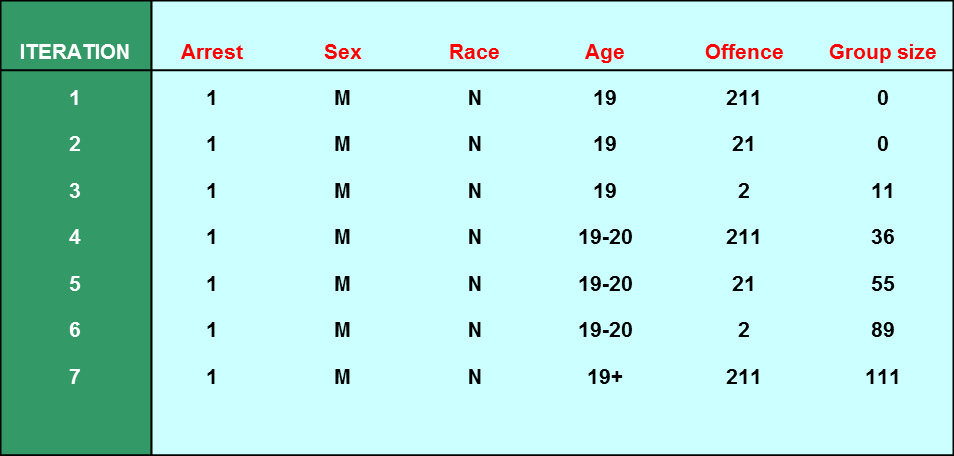 ITERATION Arrest Sex Race Age Offence Group size
1 1 M N 19 211 0
2 1 M N 19 21 0
3 1 M N 19 2 11
4 1 M N 19-20 211 36
5 1 M N 19-20 21 55
6 1 M N 19-20 2 89
7 1 M N 19+ 211 111